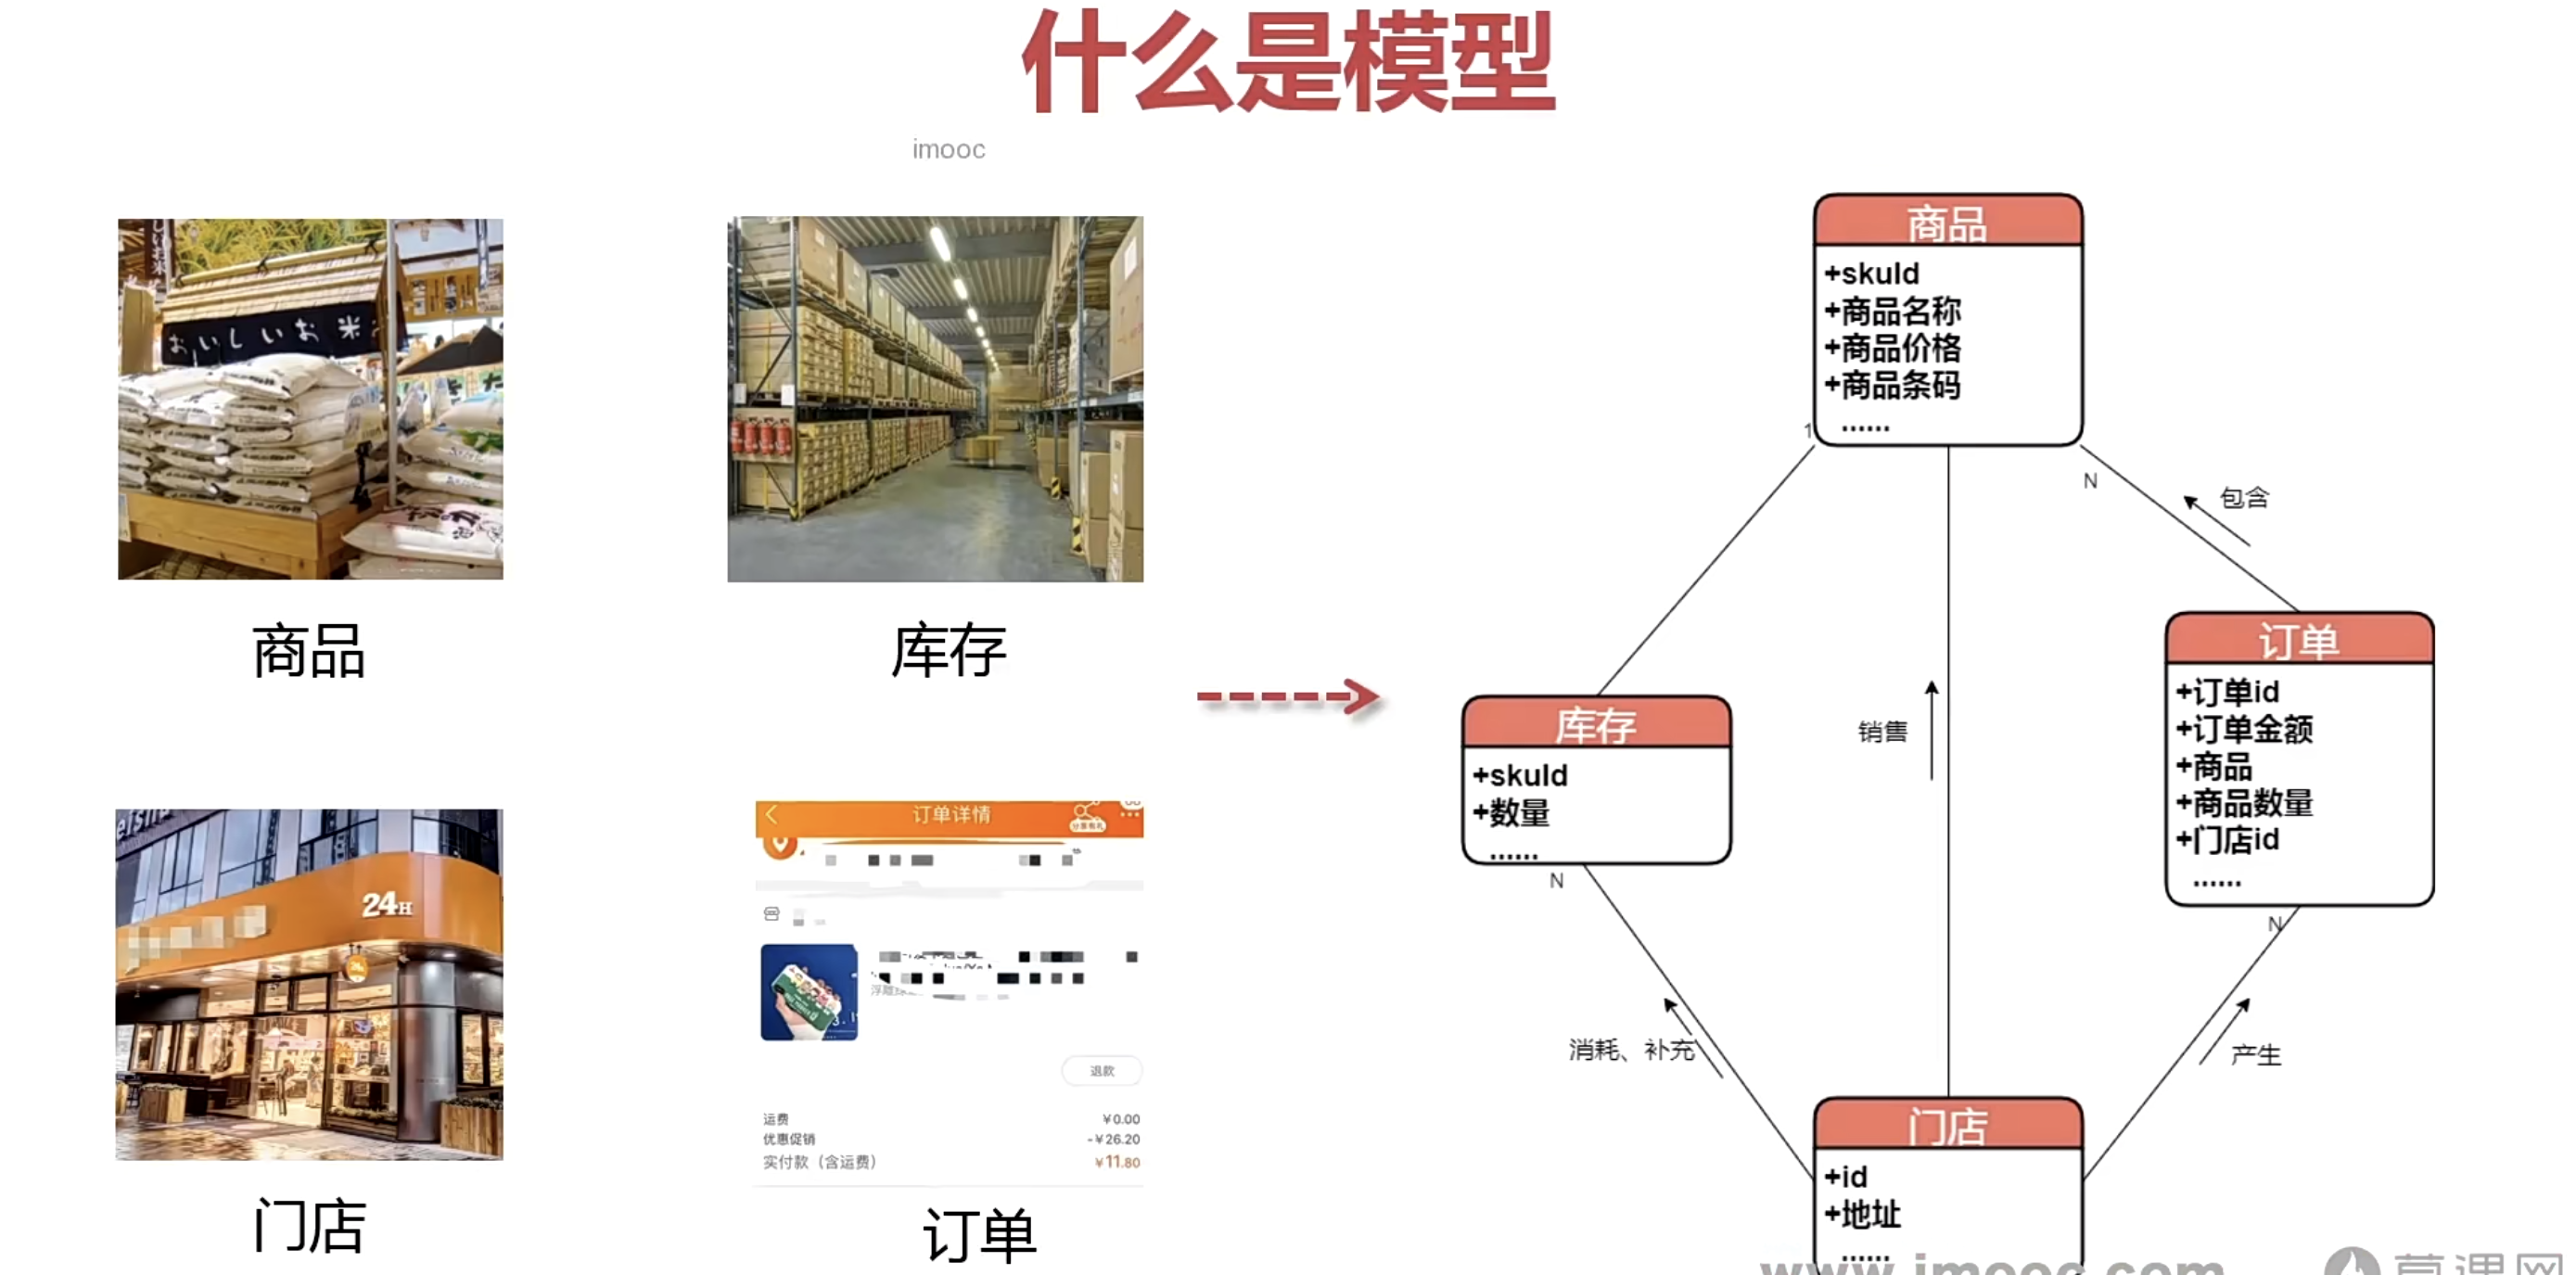 什么是模型
imooc
おいしいお米
商品
库存
24H
门店
订单详情
退款
运费 ￥0.00
优惠促销 -￥26.20
实付款（含运费） ￥11.80
订单
商品
+skuId
+商品名称
+商品价格
+商品条码
......
1
N
包含
库存
+skuId
+数量
......
N
销售
订单
+订单id
+订单金额
+商品
+商品数量
+门店id
......
N
消耗、补充
产生
门店
+id
+地址
......
www.imooc.com
慕课网